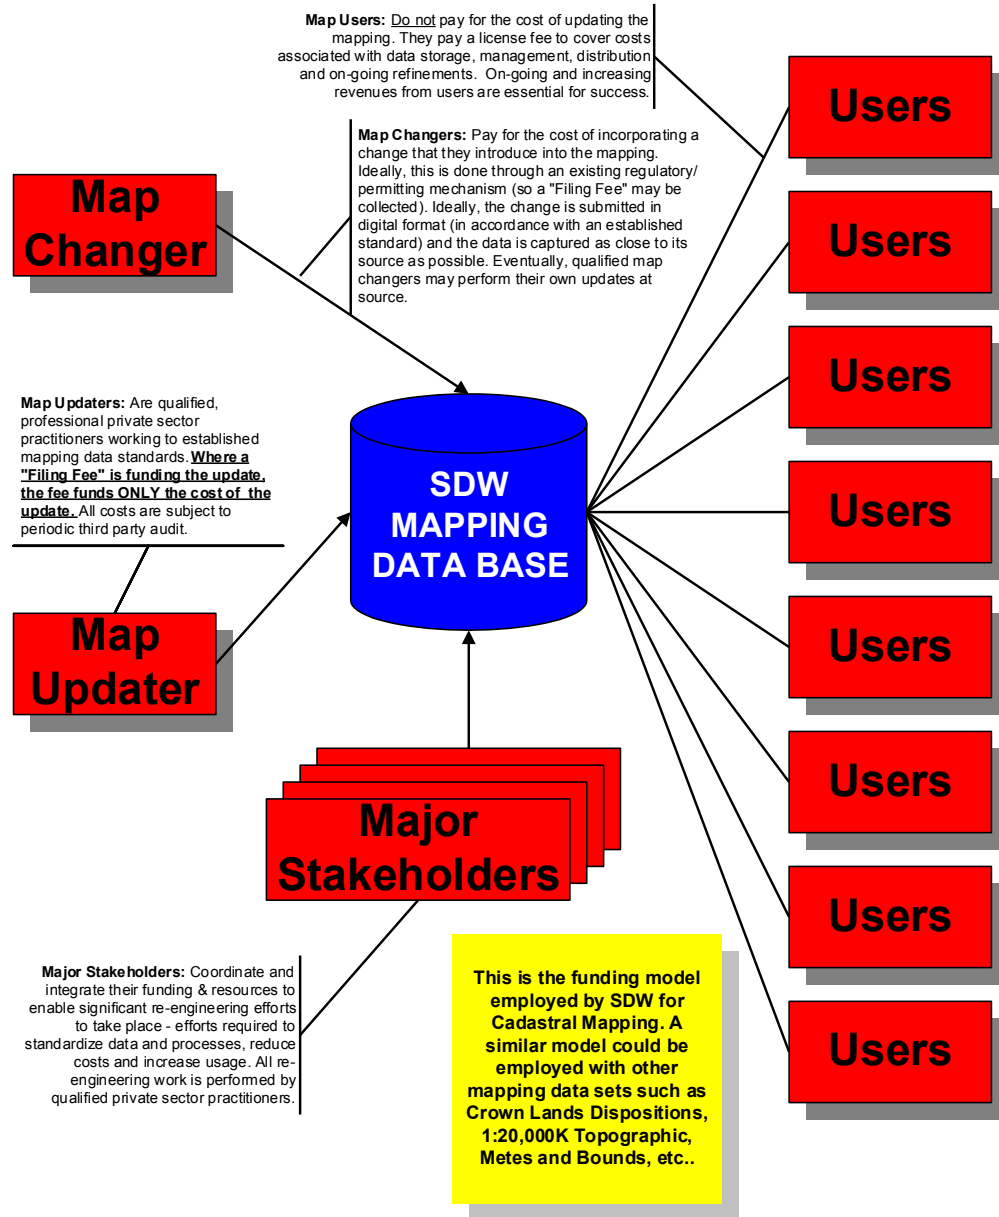 Map Users: Do not pay for the cost of updating the
mapping. They pay a license fee to cover costs
associated with data storage, management, distribution
and on-going refinements. On-going and increasing
revenues from users are essential for success.
Map Changers: Pay for the cost of incorporating a
change that they introduce into the mapping.
Ideally, this is done through an existing regulatory/
permitting mechanism (so a "Filing Fee" may be
collected). Ideally, the change is submitted in
digital format (in accordance with an established
standard) and the data is captured as close to its
source as possible. Eventually, qualified map
changers may perform their own updates at
source.
Map
Changer
Map Updaters: Are qualified,
professional private sector
practitioners working to established
mapping data standards. Where a
"Filing Fee" is funding the update,
the fee funds ONLY the cost of the
update. All costs are subject to
periodic third party audit.
Map
Updater
SDW
MAPPING
DATA BASE
Major
Stakeholders
Major Stakeholders: Coordinate and
integrate their funding & resources to
enable significant re-engineering efforts
to take place - efforts required to
standardize data and processes, reduce
costs and increase usage. All re-
engineering work is performed by
qualified private sector practitioners.
This is the funding model
employed by SDW for
Cadastral Mapping. A
similar model could be
employed with other
mapping data sets such as
Crown Lands Dispositions,
1:20,000K Topographic,
Metes and Bounds, etc..
Users
Users
Users
Users
Users
Users
Users
Users